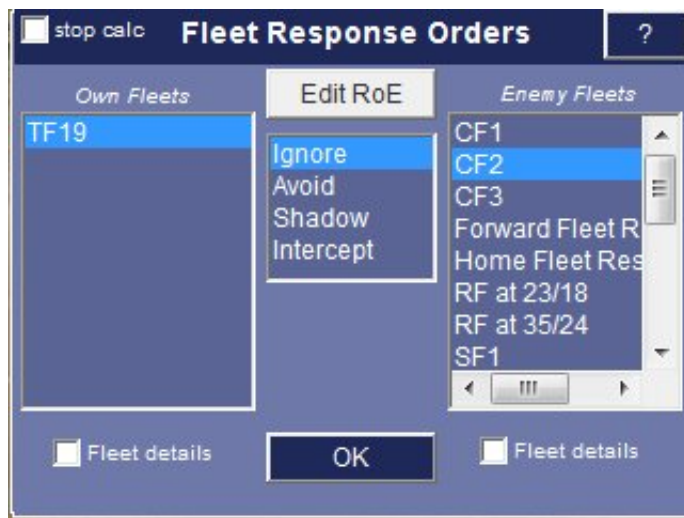 stop calc
Fleet Response Orders
?
Own Fleets
Edit RoE
Enemy Fleets
TF19
Ignore
Avoid
Shadow
Intercept
CF1
CF2
CF3
Forward Fleet R
Home Fleet Res
RF at 23/18
RF at 35/24
SF1
Fleet details
OK
Fleet details